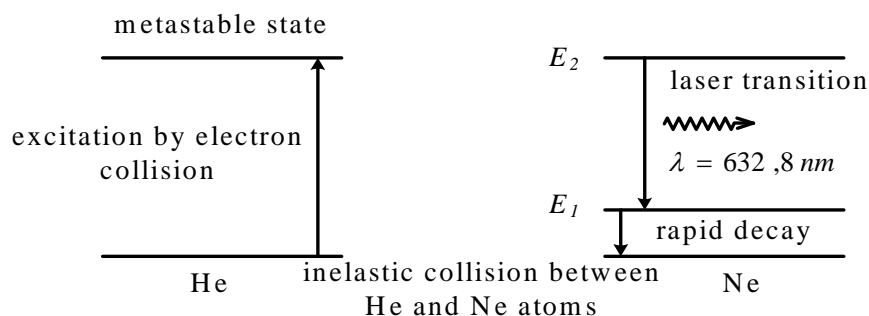 metastable state
excitation by electron
collision
He
inelastic collision between
He and Ne atoms
E2
laser transition
λ = 632 ,8 nm
E1
rapid decay
Ne